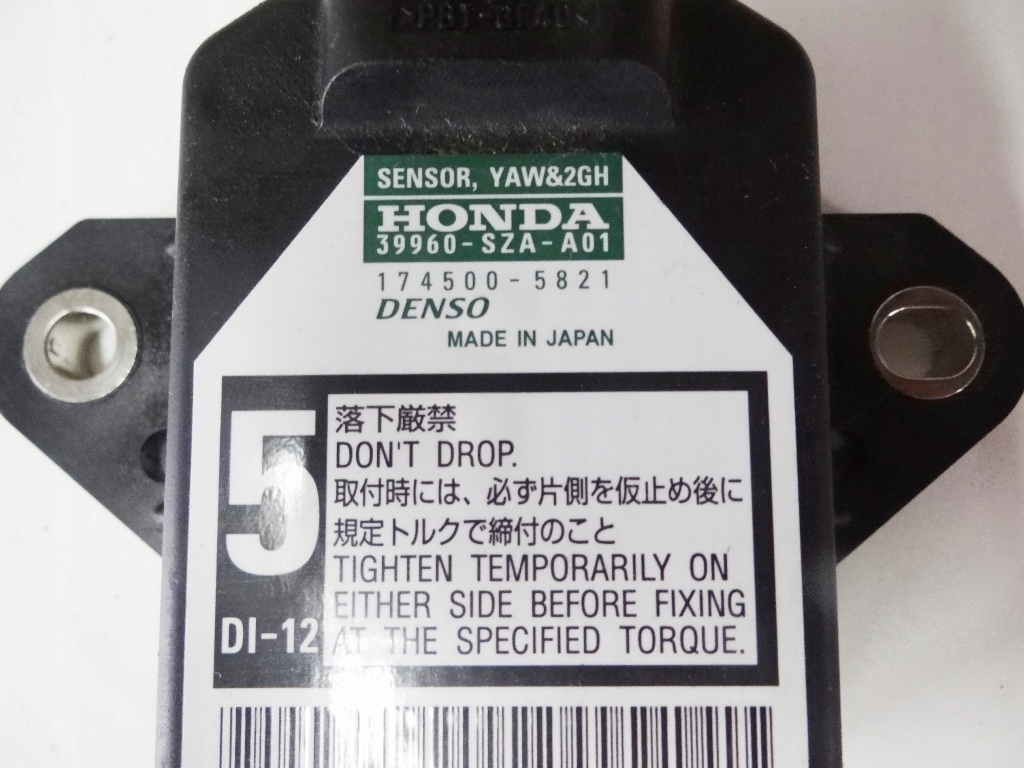 SENSOR, YAW&2GH
HONDA
39960-SZA-A01
174500-5821
DENSO
MADE IN JAPAN
5
DI-12
落下厳禁
DON'T DROP.
取付時には、必ず片側を仮止め後に
規定トルクで締付のこと
TIGHTEN TEMPORARILY ON
EITHER SIDE BEFORE FIXING
AT THE SPECIFIED TORQUE.